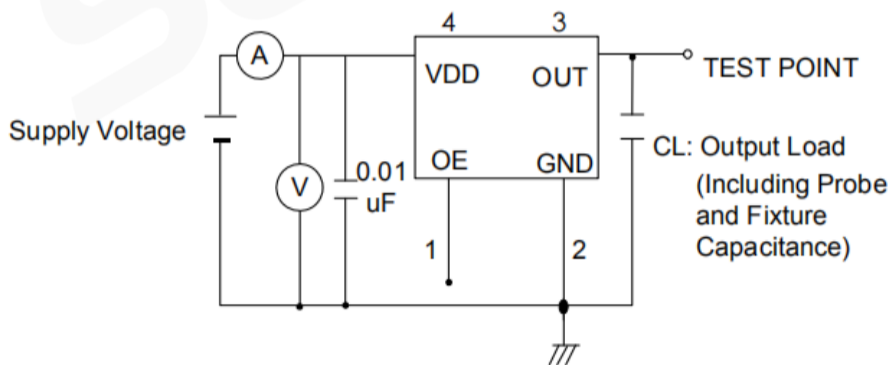 4
3
A
VDD
OUT
TEST POINT
Supply Voltage
V
0.01
uF
OE
GND
CL: Output Load
(Including Probe
and Fixture
Capacitance)
1
2